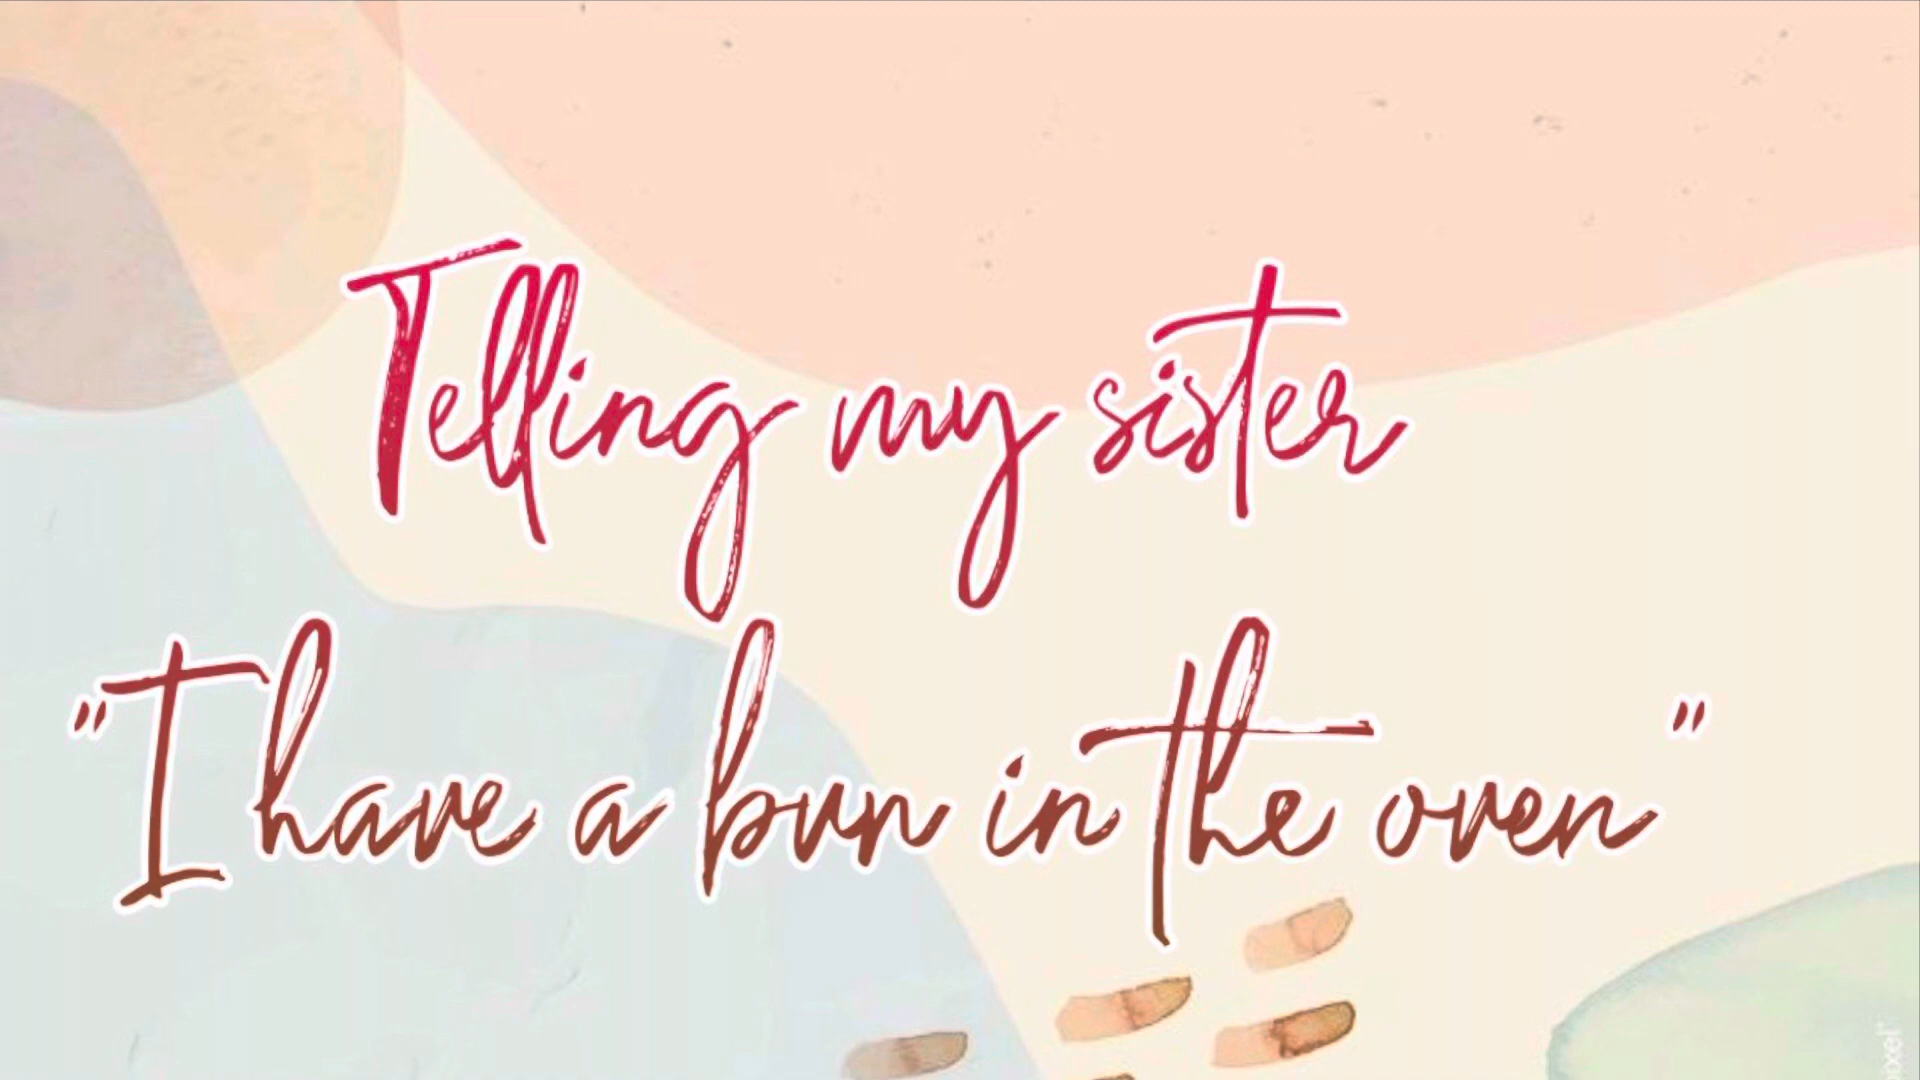 Telling my sister
"I have a bun in the oven"